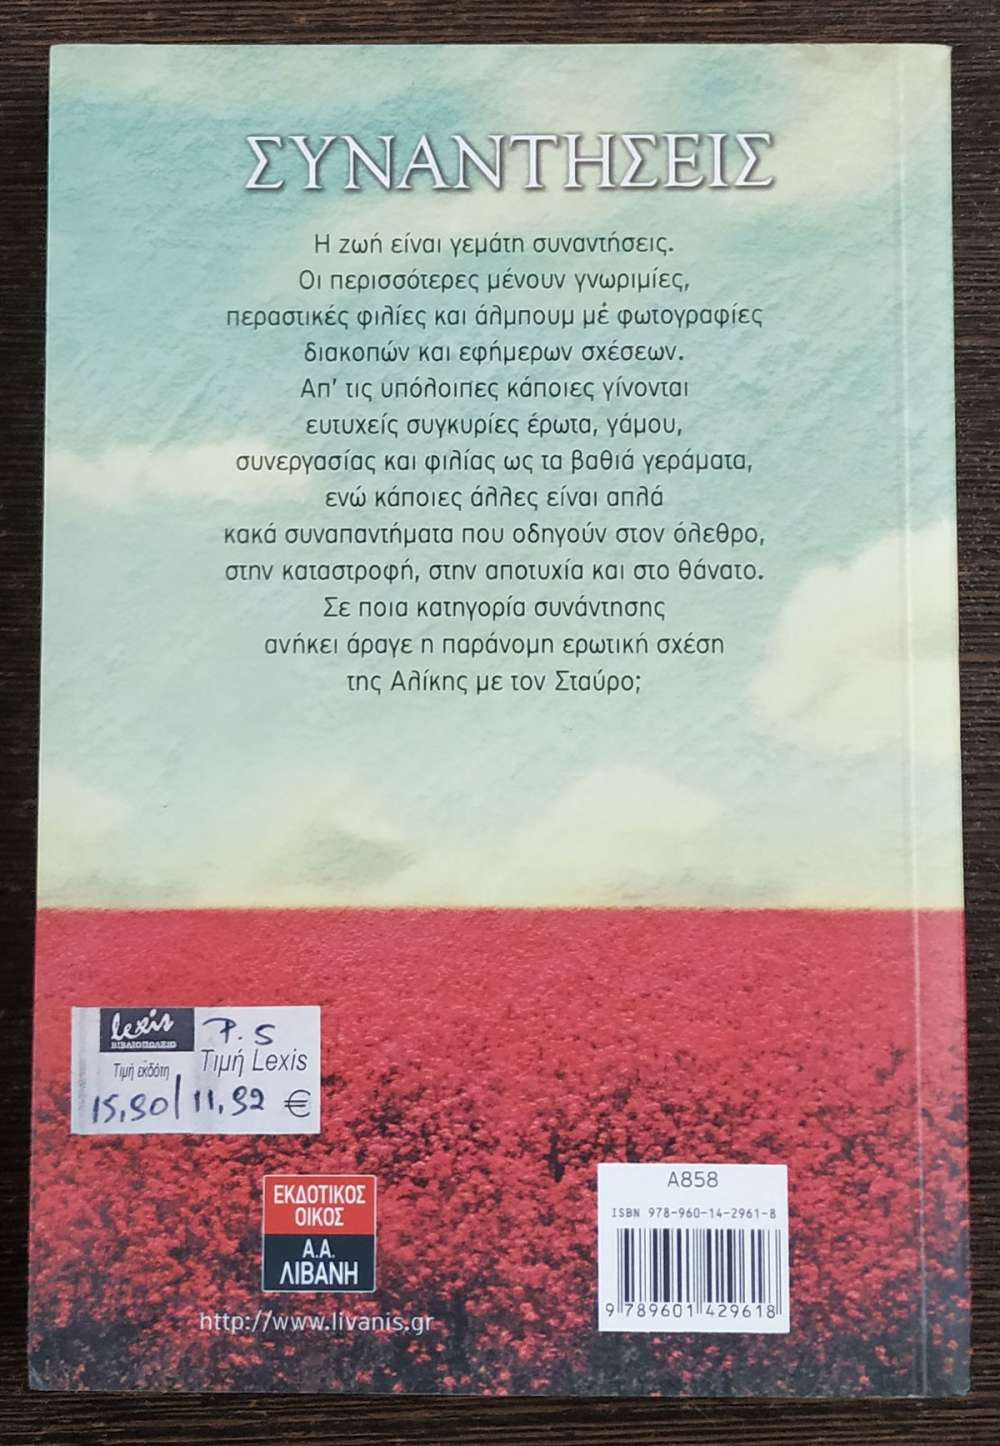 ΣΥΝΑΝΤΗΣΕΙΣ
Η ζωή είναι γεμάτη συναντήσεις.
Οι περισσότερες μένουν γνωριμίες,
περαστικές φιλίες και άλμπουμ με φωτογραφίες
διακοπών και εφήμερων σχέσεων.
Απ’ τις υπόλοιπες κάποιες γίνονται
ευτυχείς συγκυρίες έρωτα, γάμου,
συνεργασίας και φιλίας ως τα βαθιά γεράματα,
ενώ κάποιες άλλες είναι απλά
κακά συναπαντήματα που οδηγούν στον όλεθρο,
στην καταστροφή, στην αποτυχία και στο θάνατο.
Σε ποια κατηγορία συνάντησης
ανήκει άραγε η παράνομη ερωτική σχέση
της Αλίκης με τον Σταύρο;
lexis
ΒΙΒΛΙΟΠΩΛΕΙΟ
P.5
Τιμή εκδότη
Τιμή Lexis
15,90/11,92 €
ΕΚΔΟΤΙΚΟΣ
ΟΙΚΟΣ
Α.Α.
ΛΙΒΑΝΗ
http://www.livanis.gr
A858
ISBN 978-960-14-2961-8
9 789601 429618